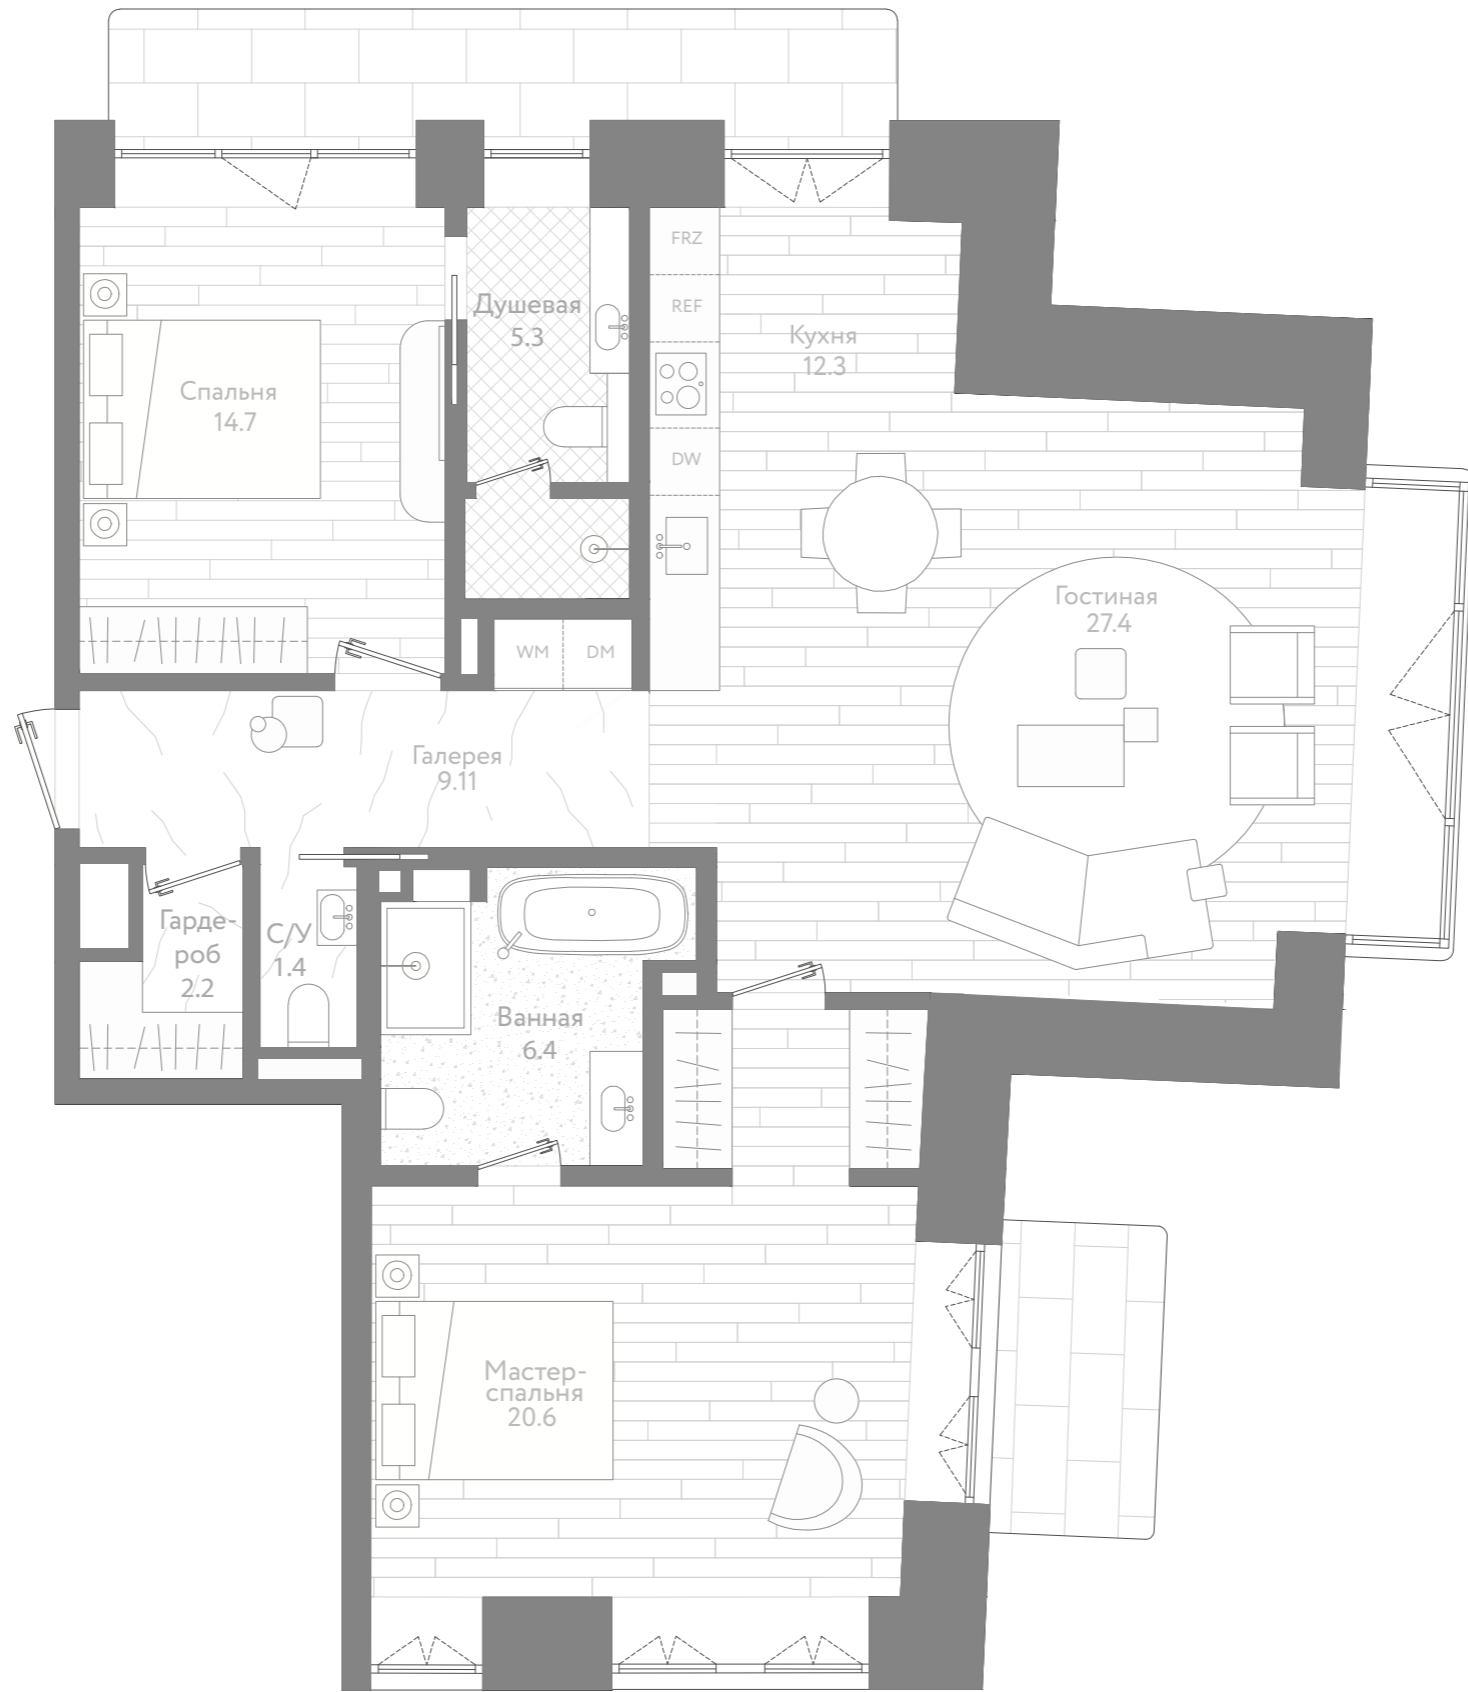 FRZ
REF
Душевая
5.3
Кухня
12.3
Спальня
14.7
DW
Гостиная
27.4
WM
DM
Галерея
9.11
Гарде-
роб
2.2
С/У
1.4
Ванная
6.4
Мастер-
спальня
20.6